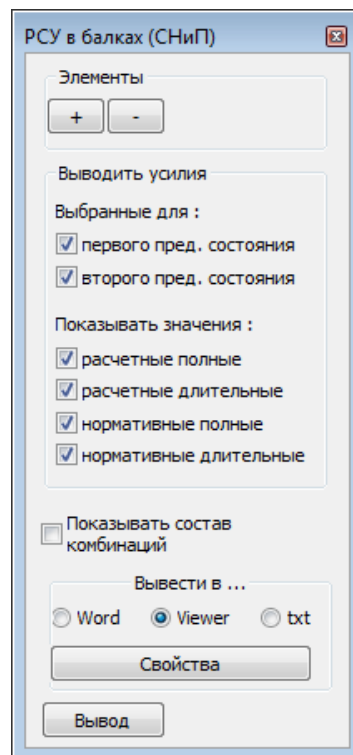 РСУ в балках (СНиП)
Элементы
+ -
Выводить усилия
Выбранные для :
первого пред. состояния
второго пред. состояния
Показывать значения :
расчетные полные
расчетные длительные
нормативные полные
нормативные длительные
Показывать состав
комбинаций
Вывести в ...
Word Viewer txt
Свойства
Вывод